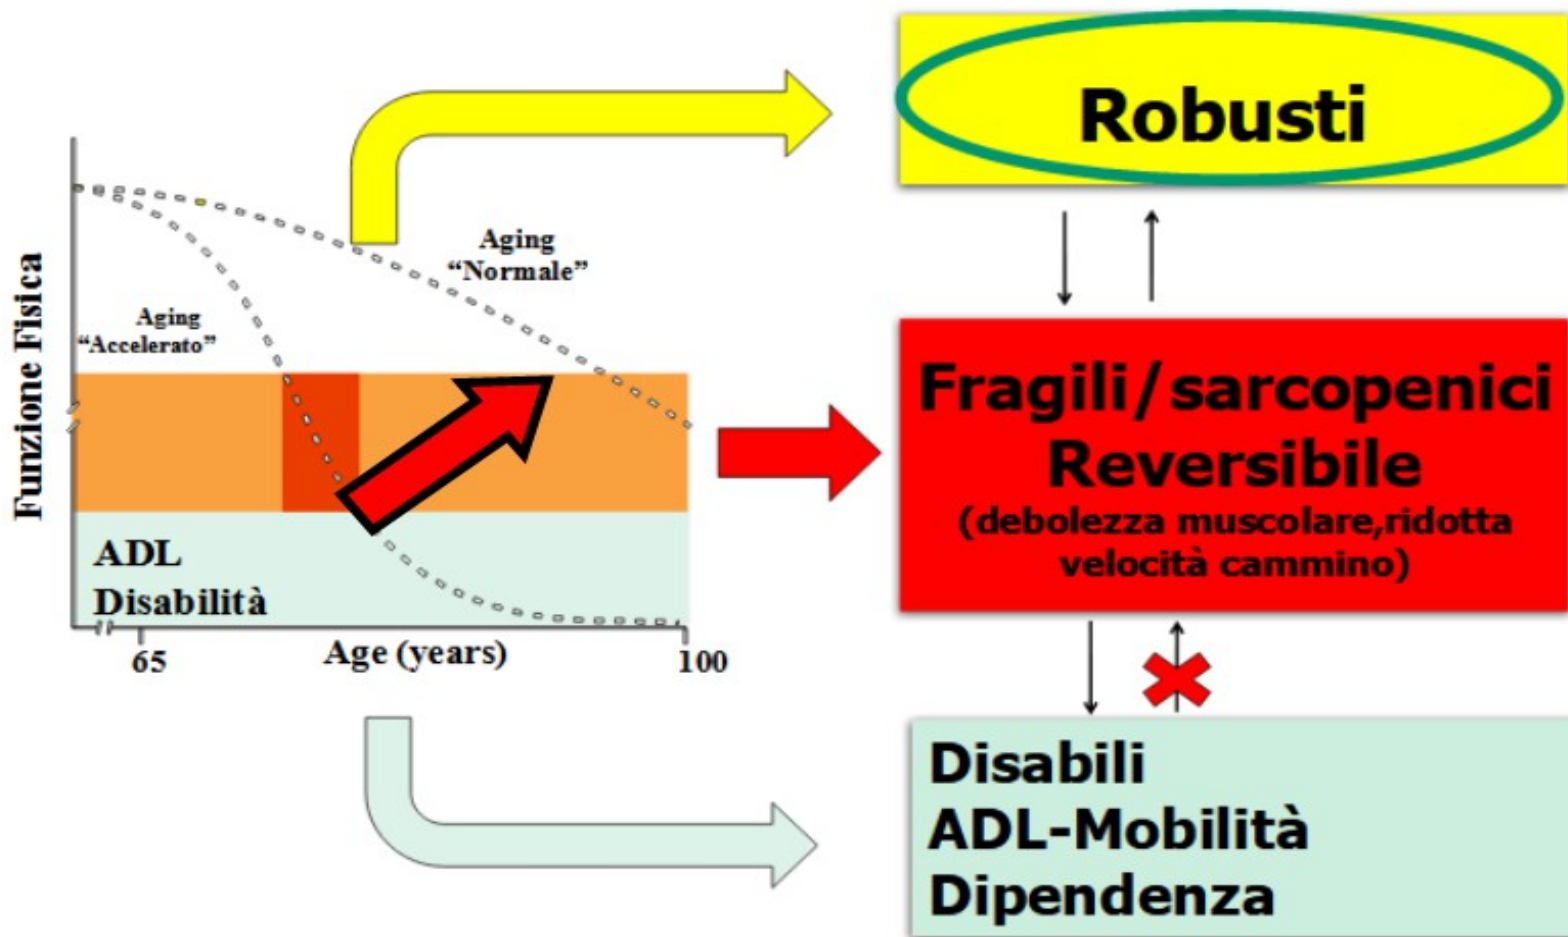 Robusti
Aging
“Normale”
Aging
“Accelerato”
Funzione Fisica
ADL
Disabilità
65
Age (years)
100
Fragili/sarcopenici
Reversibile
(debolezza muscolare,ridotta
velocità cammino)
Disabili
ADL-Mobilità
Dipendenza